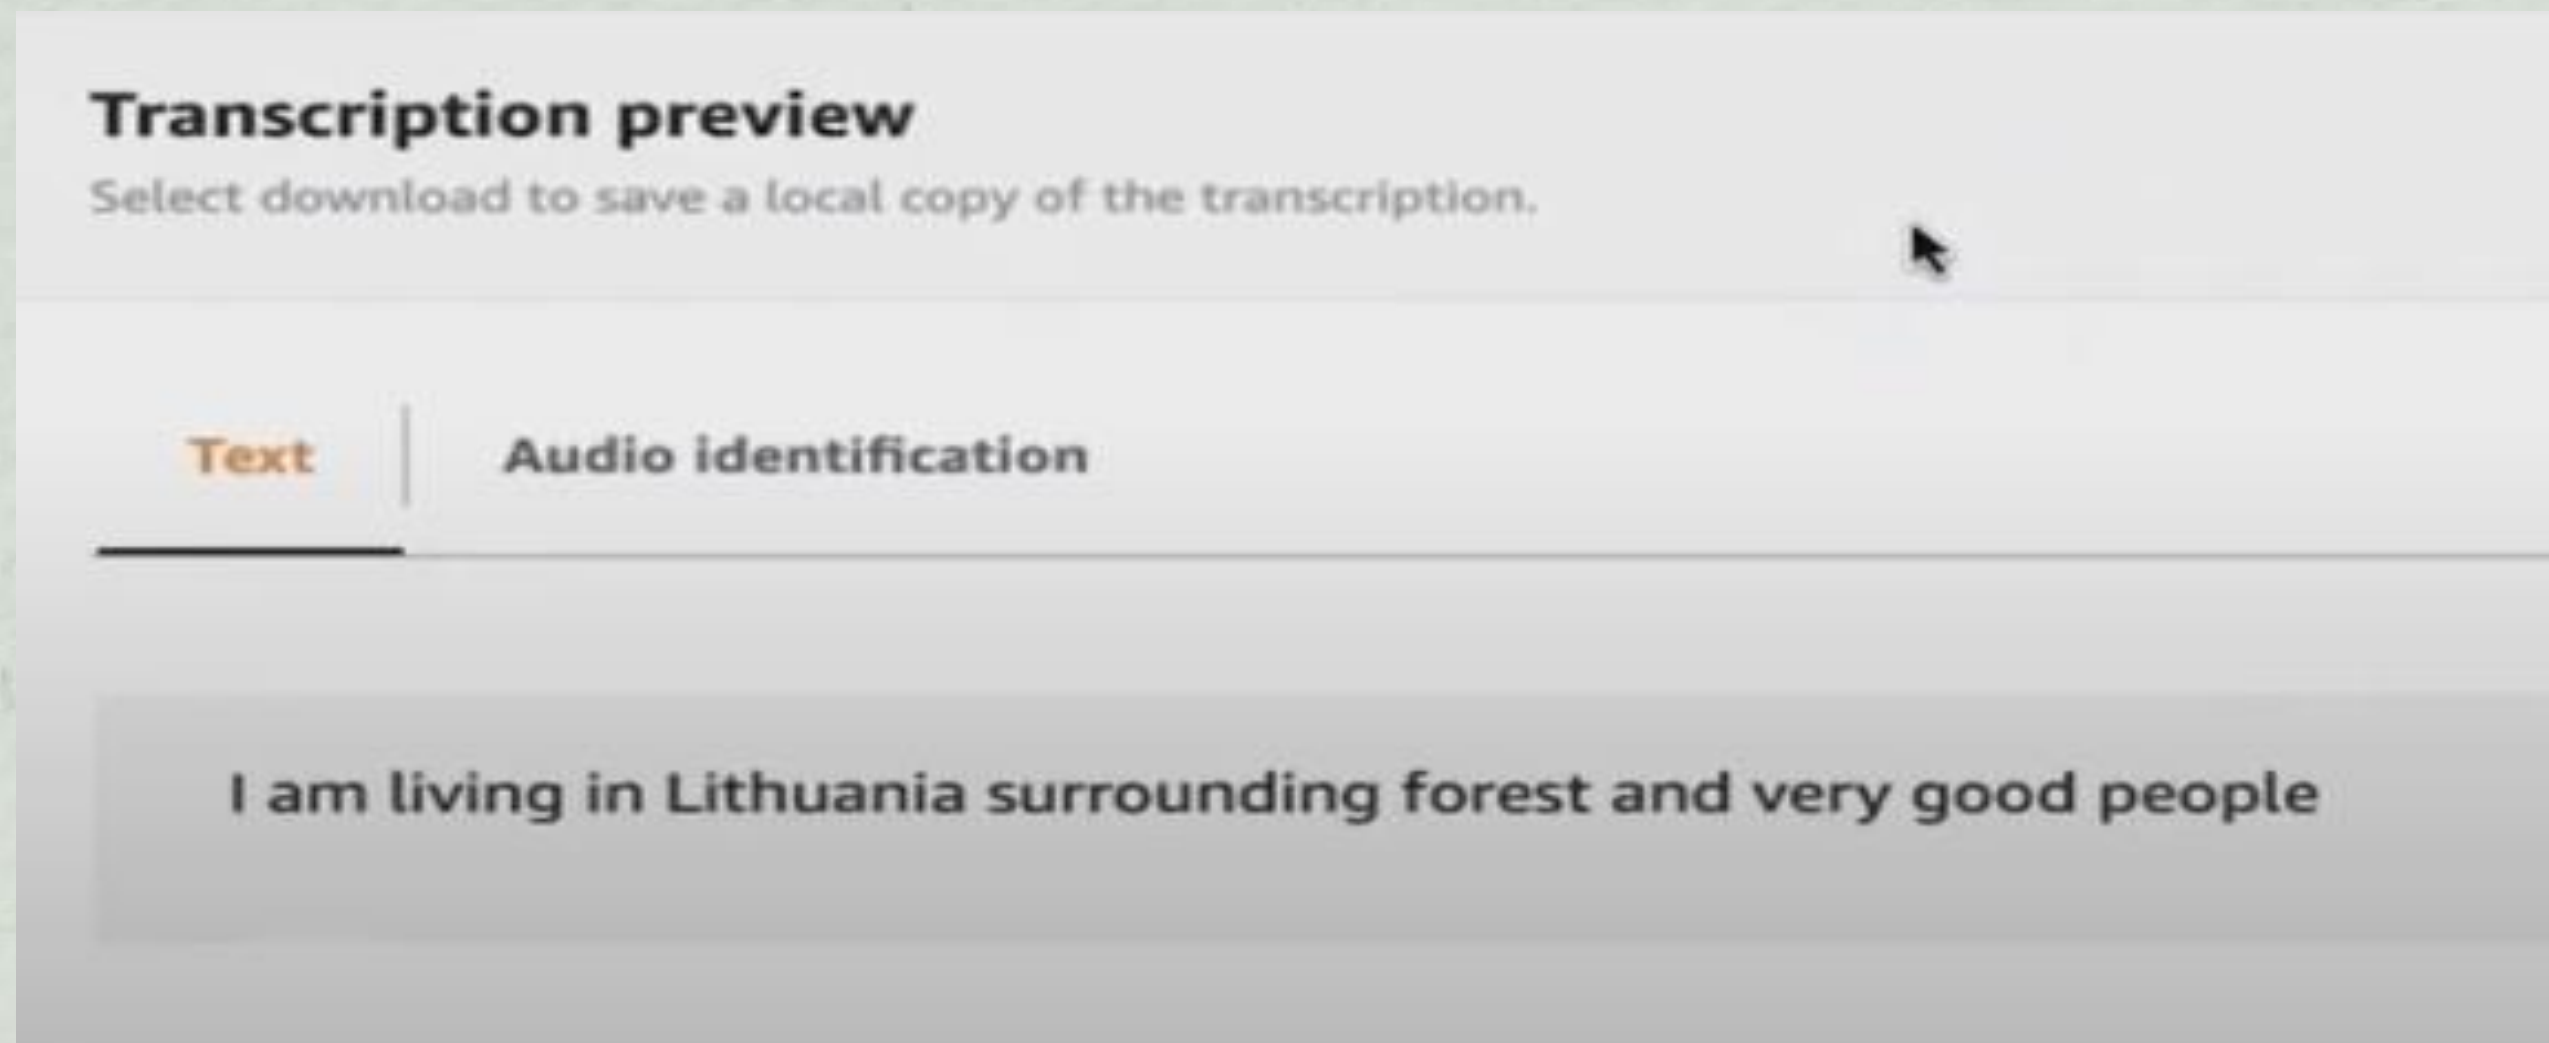 Transcription preview
Select download to save a local copy of the transcription.
Text
Audio identification
I am living in Lithuania surrounding forest and very good people